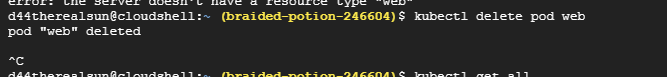 error: the server doesn't have a resource type "web"
d44therealsun@cloudshell:~ (braided-potion-246604)$ kubectl delete pod web
pod "web" deleted
^C
d44therealsun@cloudshell:~ (braided-potion-246604)$ kubectl get all